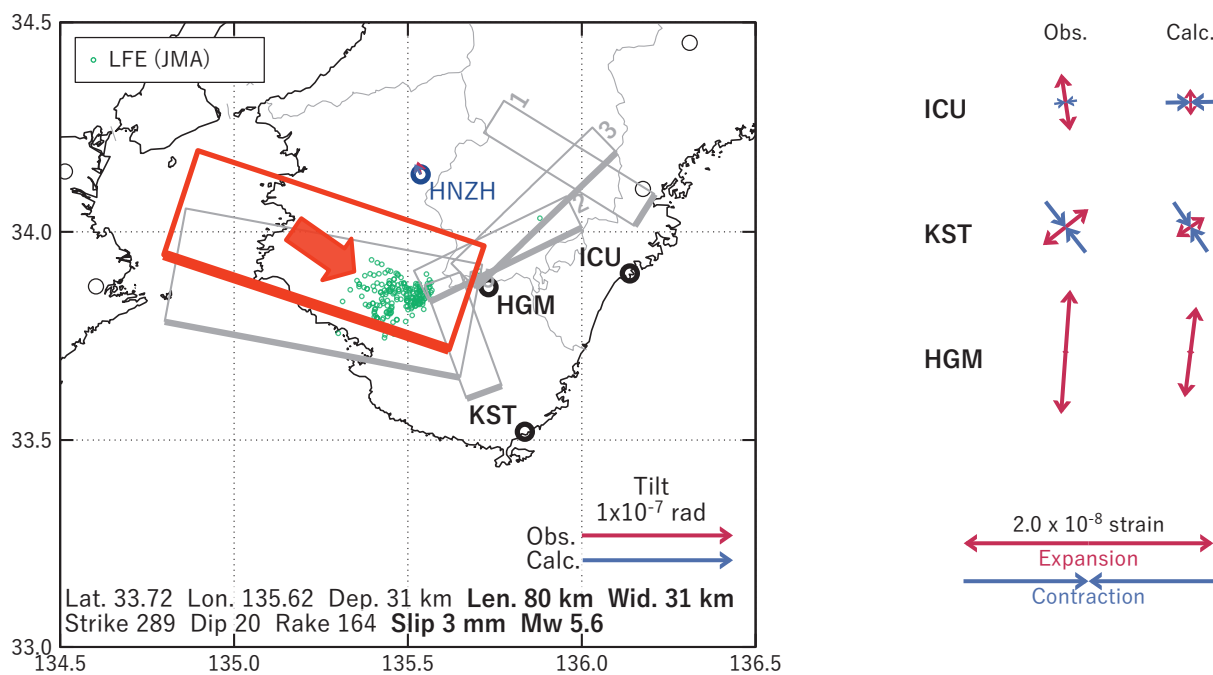 34.5
34.0
33.5
33.0
134.5
135.0
135.5
136.0
136.5
LFE (JMA)
1
3
2
HNZH
ICU
HGM
KST
Tilt
1x10⁻⁷ rad
Obs.
Calc.
Lat. 33.72 Lon. 135.62 Dep. 31 km Len. 80 km Wid. 31 km
Strike 289 Dip 20 Rake 164 Slip 3 mm Mw 5.6
Obs. Calc.
ICU
KST
HGM
2.0 x 10⁻⁸ strain
Expansion
Contraction